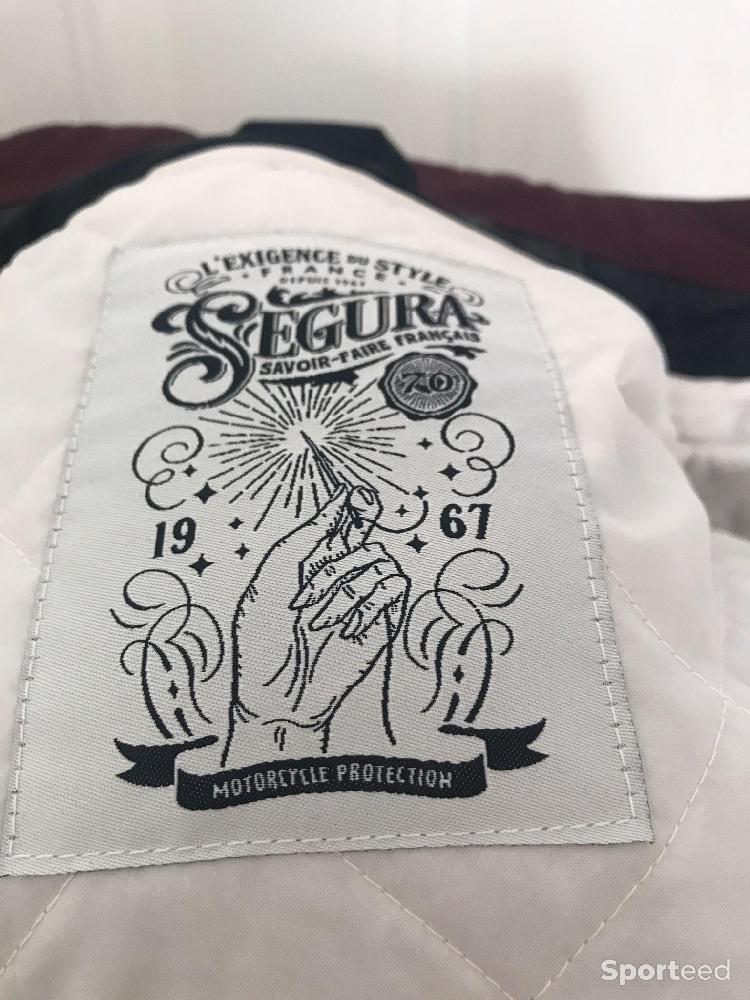 L'EXIGENCE DU STYLE
FRANCE
DEPUIS 1967
SEGURA
SAVOIR-FAIRE FRANÇAIS
70
19 67
MOTORCYCLE PROTECTION
Sporteed